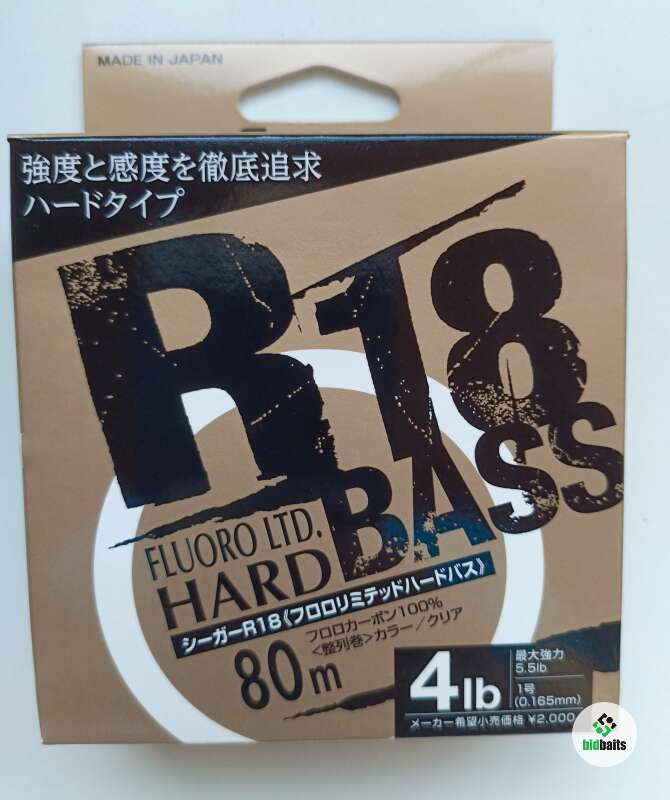 MADE IN JAPAN
強度と感度を徹底追求
ハードタイプ
R18
BASS
FLUORO LTD.
HARD
シーガーR18《フロロリミテッドハードバス》
フロロカーボン100%
<整列巻>カラー/クリア
80m
4lb
最大強力
5.5lb
1号
(0.165mm)
メーカー希望小売価格 ¥2,000
bidbaits